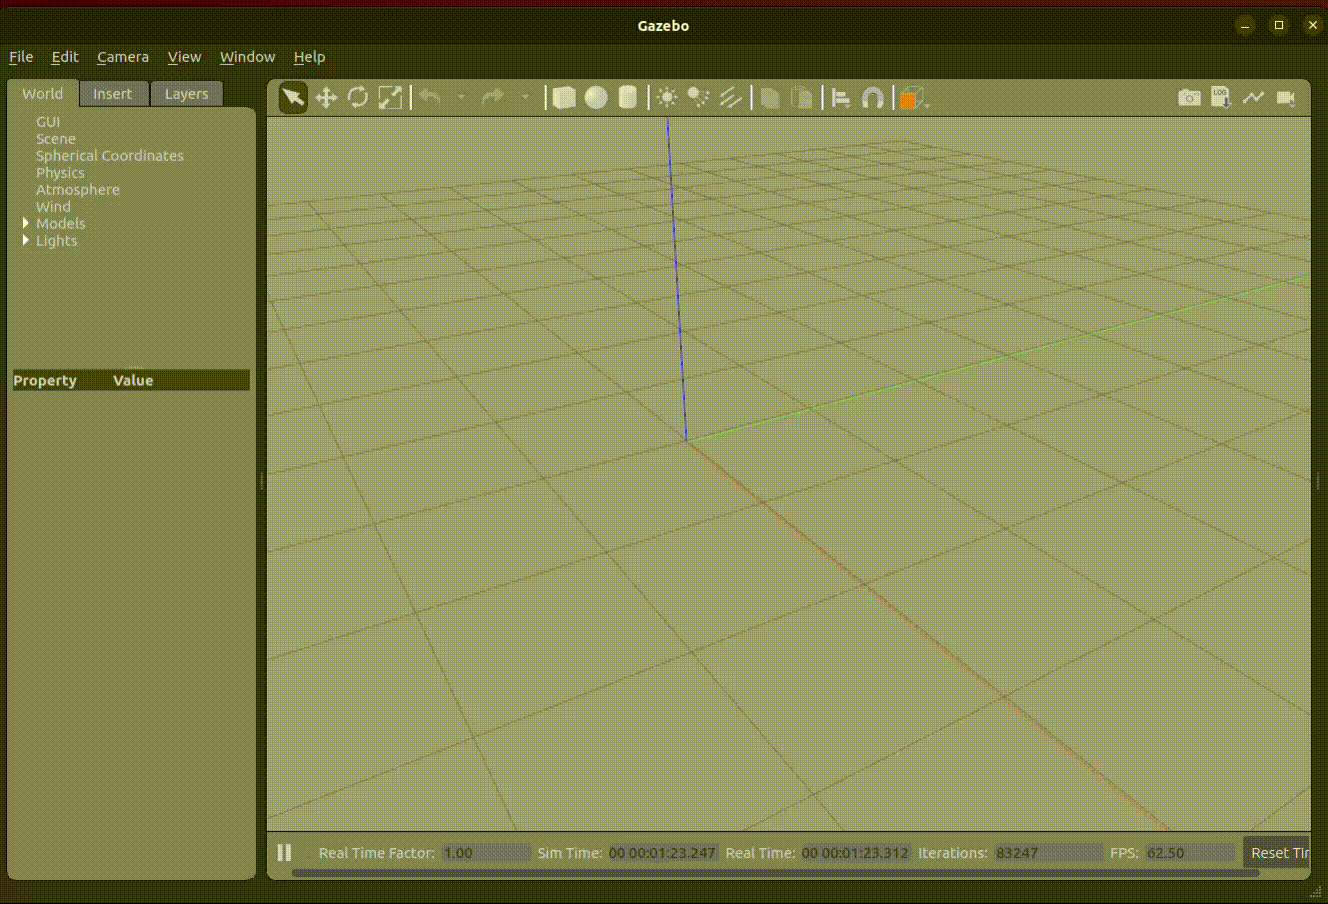 Gazebo
File Edit Camera View Window Help
World Insert Layers
LOG
GUI
Scene
Spherical Coordinates
Physics
Atmosphere
Wind
Models
Lights
Property Value
Real Time Factor: 1.00 Sim Time: 00 00:01:23.247 Real Time: 00 00:01:23.312 Iterations: 83247 FPS: 62.50 Reset Tir